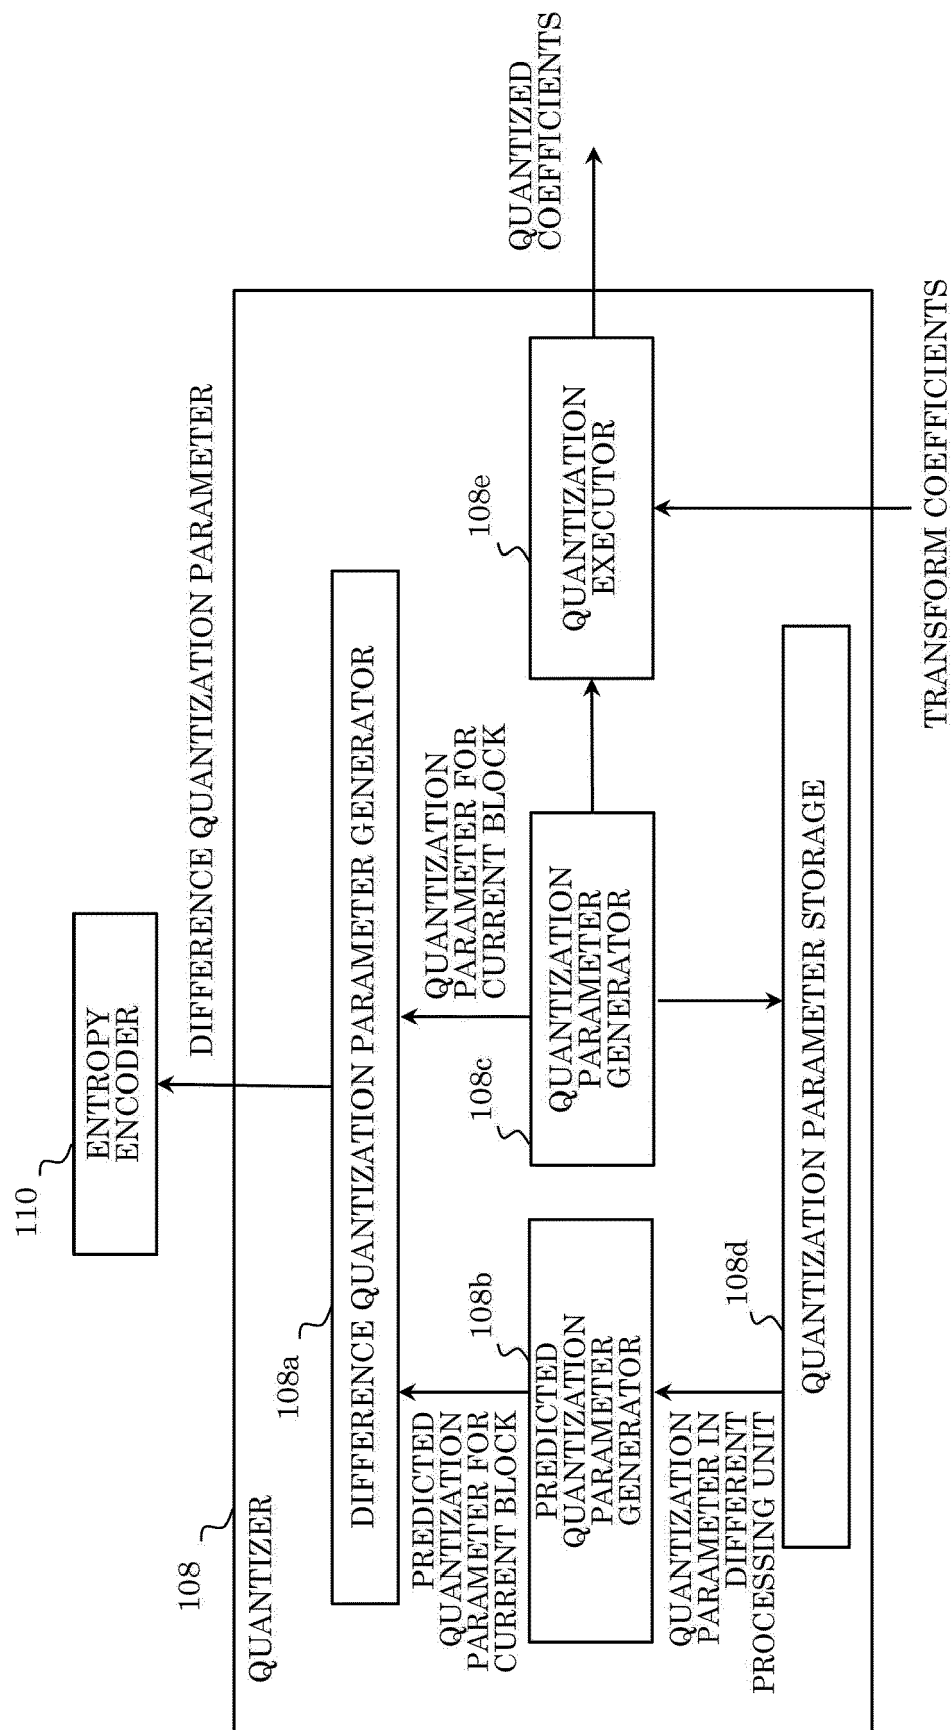 110
ENTROPY
ENCODER
DIFFERENCE QUANTIZATION PARAMETER
108
QUANTIZER
108a
DIFFERENCE QUANTIZATION PARAMETER GENERATOR
PREDICTED
QUANTIZATION
PARAMETER FOR
CURRENT BLOCK
QUANTIZATION
PARAMETER FOR
CURRENT BLOCK
108b
PREDICTED
QUANTIZATION
PARAMETER
GENERATOR
108c
QUANTIZATION
PARAMETER
GENERATOR
108e
QUANTIZATION
EXECUTOR
QUANTIZED
COEFFICIENTS
QUANTIZATION
PARAMETER IN
DIFFERENT
PROCESSING UNIT
108d
QUANTIZATION PARAMETER STORAGE
TRANSFORM COEFFICIENTS